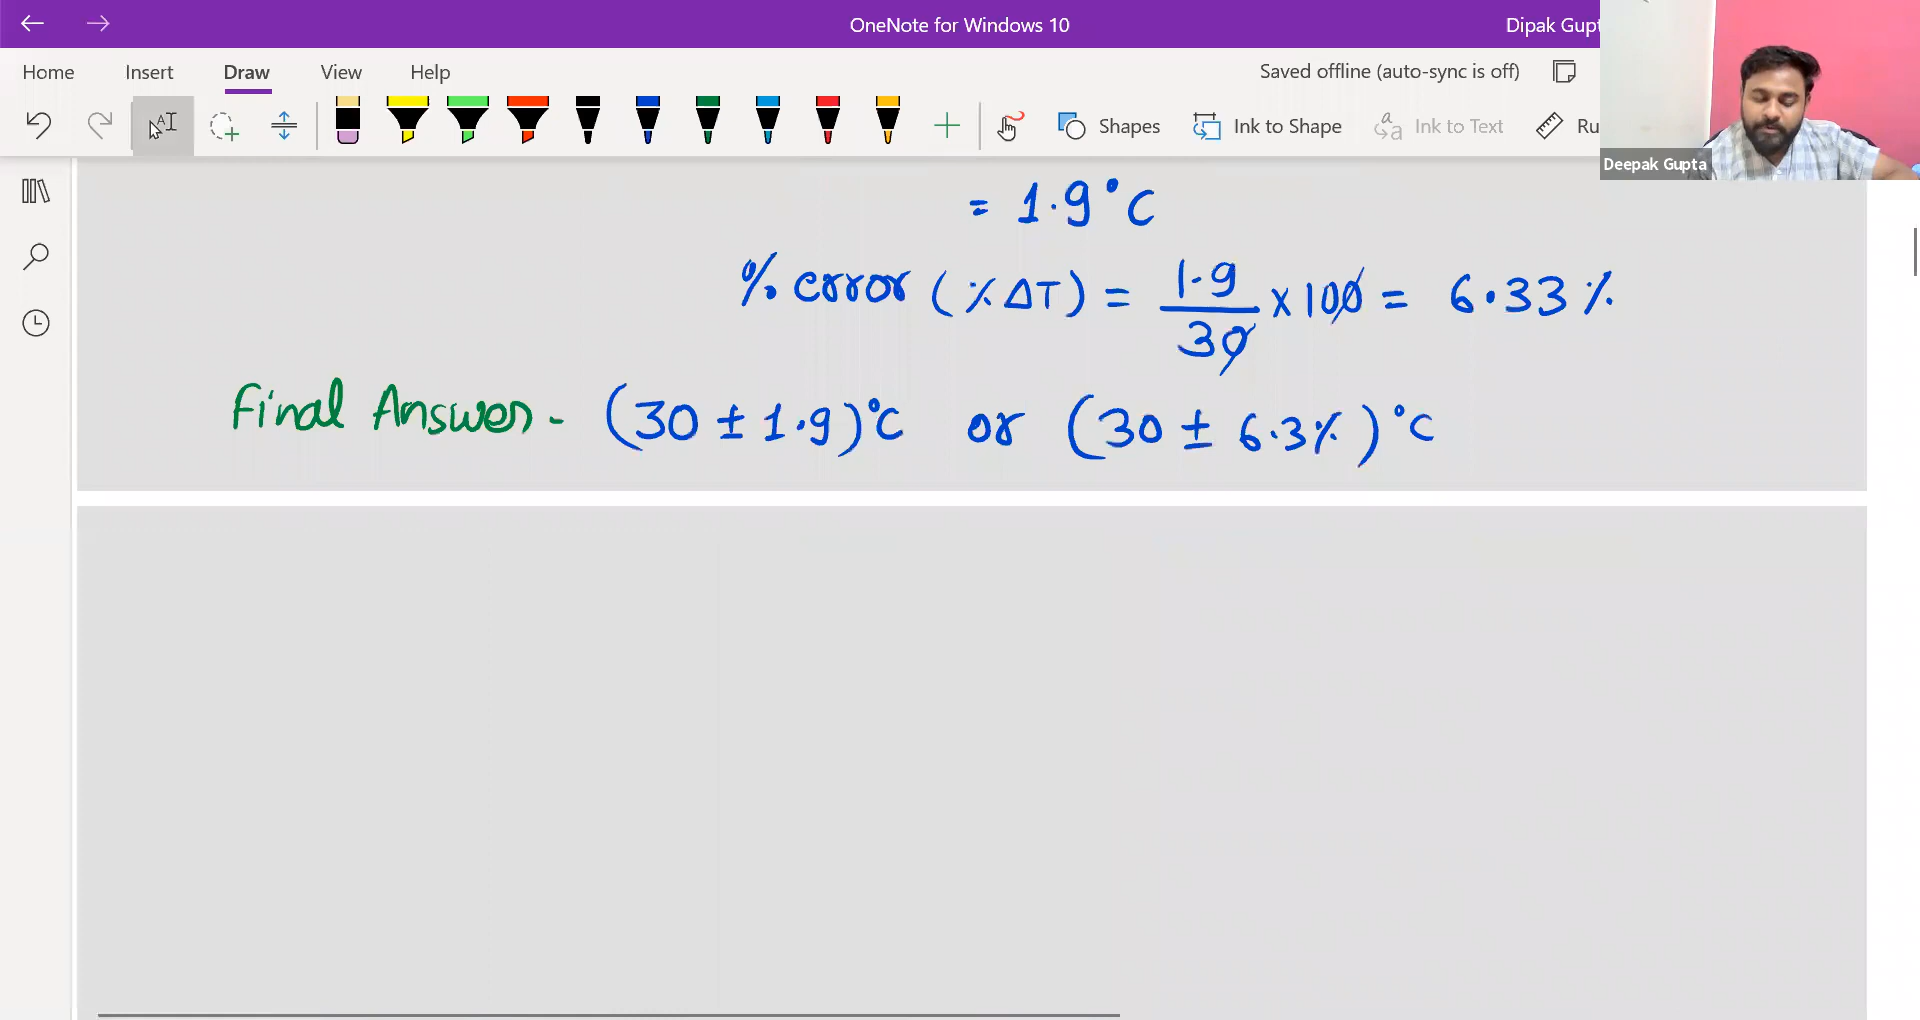 OneNote for Windows 10
Dipak Gupt
Home Insert Draw View Help
Saved offline (auto-sync is off)
Shapes Ink to Shape Ink to Text Ru
Deepak Gupta
= 1.9°C
% error (% ΔT) = 1.9/30 × 100 = 6.33 %
Final Answer - (30 ± 1.9)°C or (30 ± 6.3%)°C